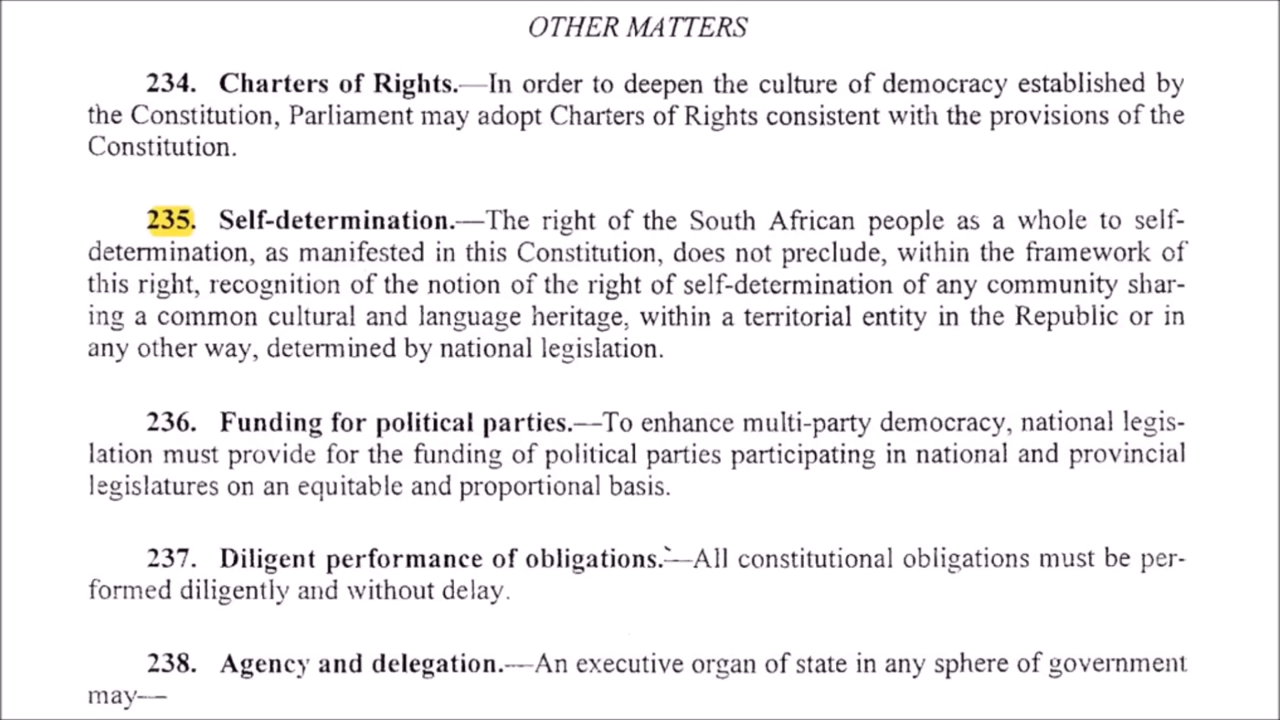 OTHER MATTERS
234. Charters of Rights.—In order to deepen the culture of democracy established by
the Constitution, Parliament may adopt Charters of Rights consistent with the provisions of the
Constitution.
235. Self-determination.—The right of the South African people as a whole to self-
determination, as manifested in this Constitution, does not preclude, within the framework of
this right, recognition of the notion of the right of self-determination of any community shar-
ing a common cultural and language heritage, within a territorial entity in the Republic or in
any other way, determined by national legislation.
236. Funding for political parties.—To enhance multi-party democracy, national legis-
lation must provide for the funding of political parties participating in national and provincial
legislatures on an equitable and proportional basis.
237. Diligent performance of obligations.—All constitutional obligations must be per-
formed diligently and without delay.
238. Agency and delegation.—An executive organ of state in any sphere of government
may—